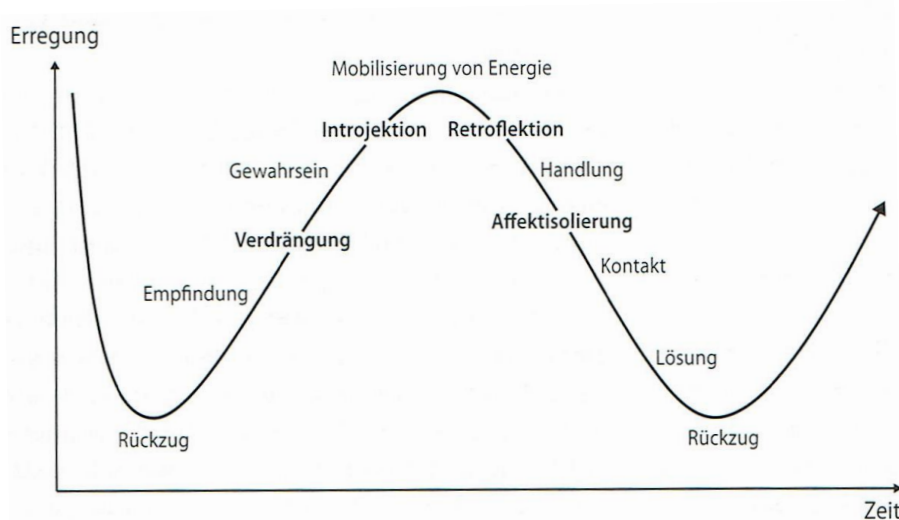 Erregung
Mobilisierung von Energie
Introjektion Retroflektion
Gewahrsein Handlung
Verdrängung Affektisolierung
Empfindung Kontakt
Lösung
Rückzug Rückzug
Zeit